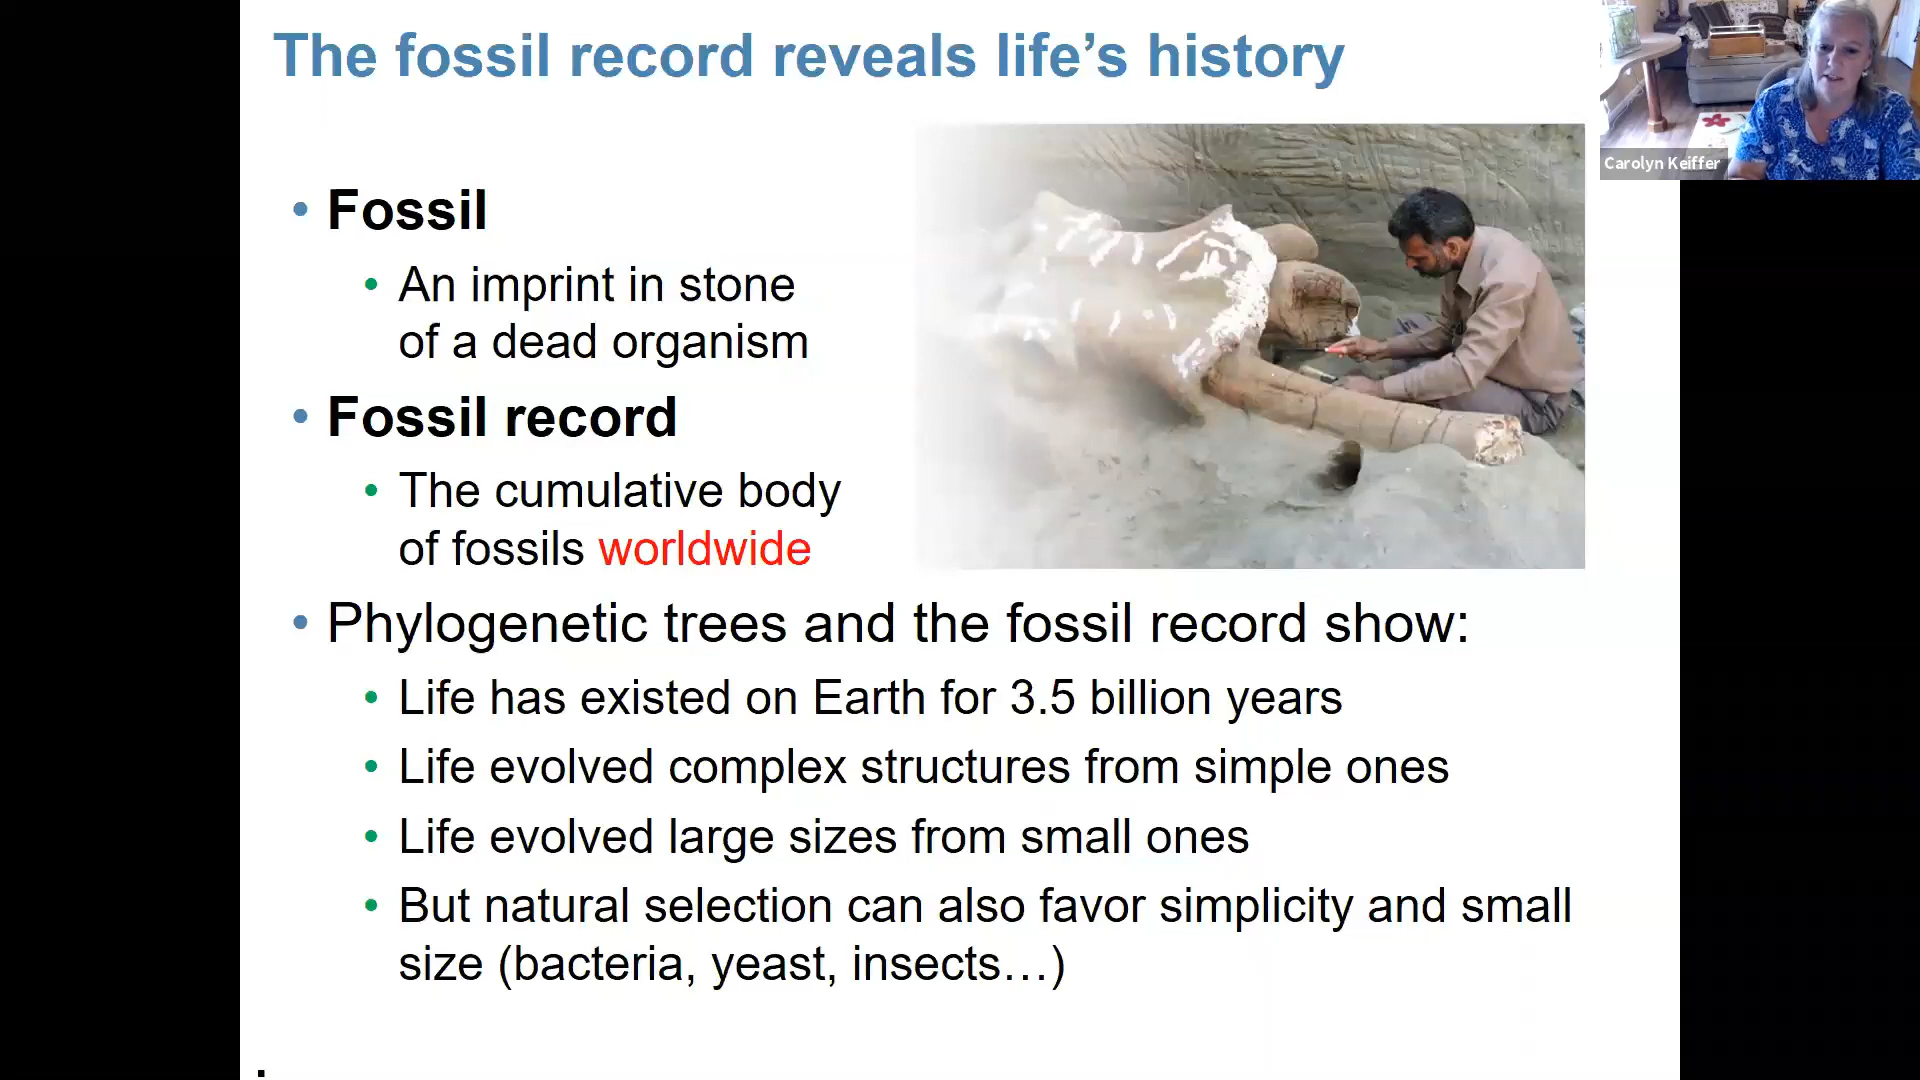 The fossil record reveals life’s history
Carolyn Keiffer
• Fossil
• An imprint in stone
of a dead organism
• Fossil record
• The cumulative body
of fossils worldwide
• Phylogenetic trees and the fossil record show:
• Life has existed on Earth for 3.5 billion years
• Life evolved complex structures from simple ones
• Life evolved large sizes from small ones
• But natural selection can also favor simplicity and small
size (bacteria, yeast, insects…)